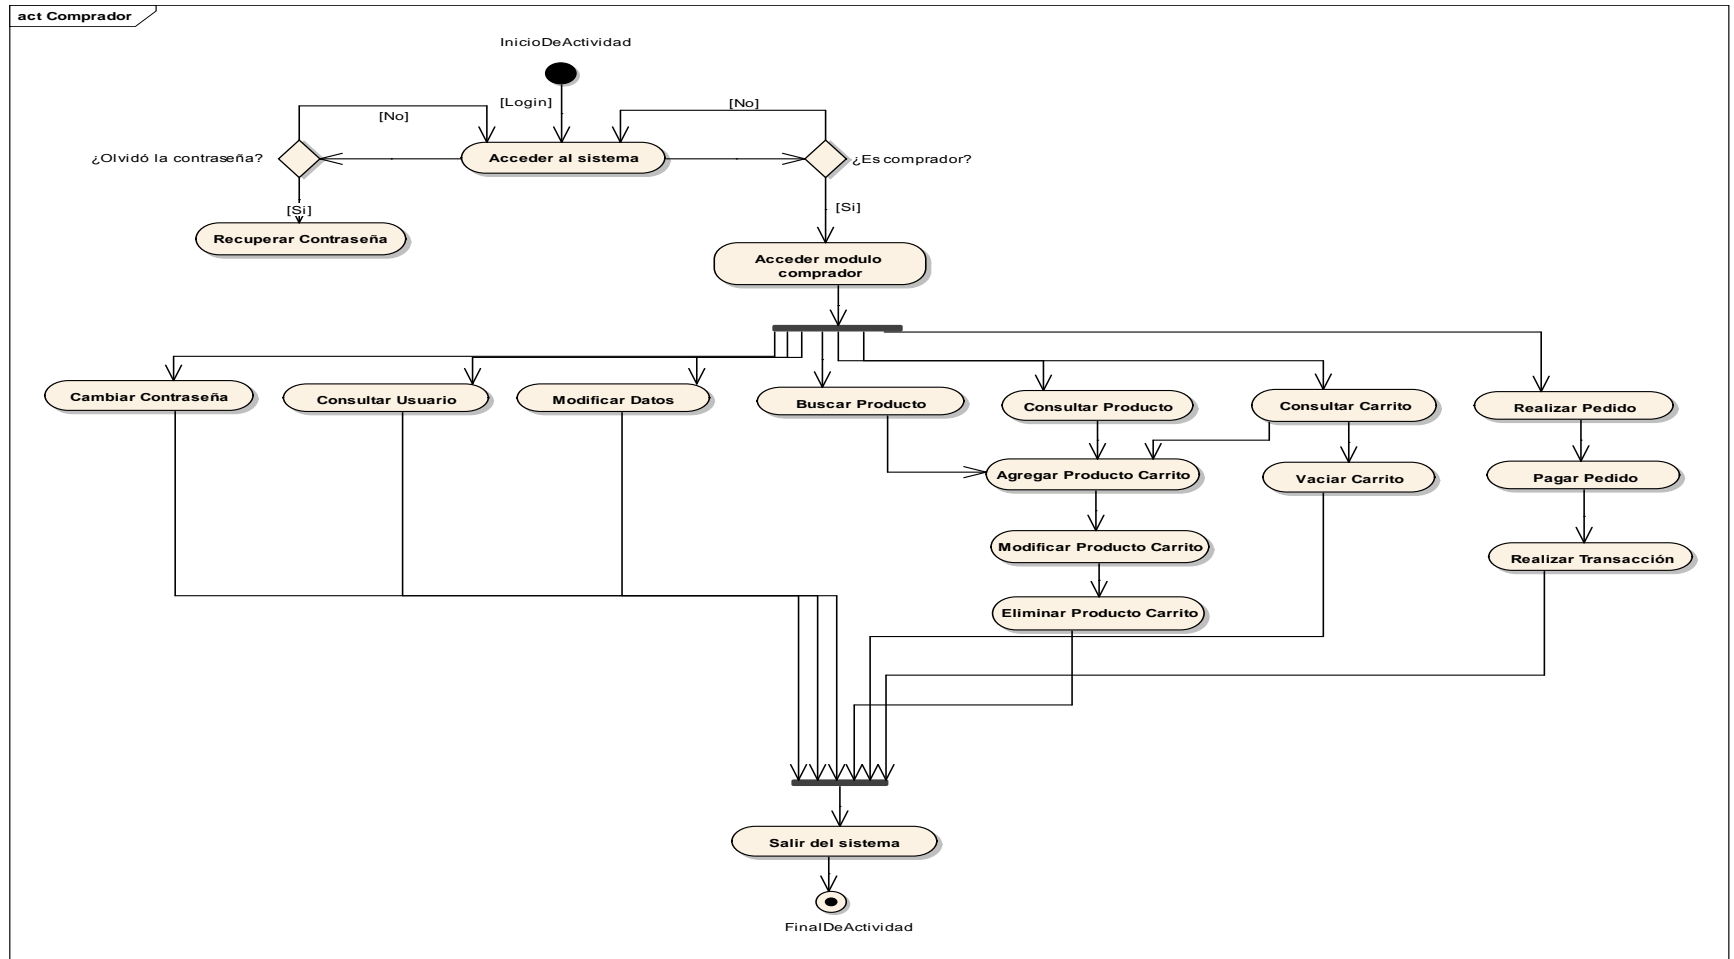 act Comprador
InicioDeActividad
[Login]
[No]
[No]
¿Olvidó la contraseña?
Acceder al sistema
¿Es comprador?
[Si]
[Si]
Recuperar Contraseña
Acceder modulo
comprador
Cambiar Contraseña
Consultar Usuario
Modificar Datos
Buscar Producto
Consultar Producto
Consultar Carrito
Realizar Pedido
Agregar Producto Carrito
Vaciar Carrito
Pagar Pedido
Modificar Producto Carrito
Realizar Transacción
Eliminar Producto Carrito
Salir del sistema
FinalDeActividad